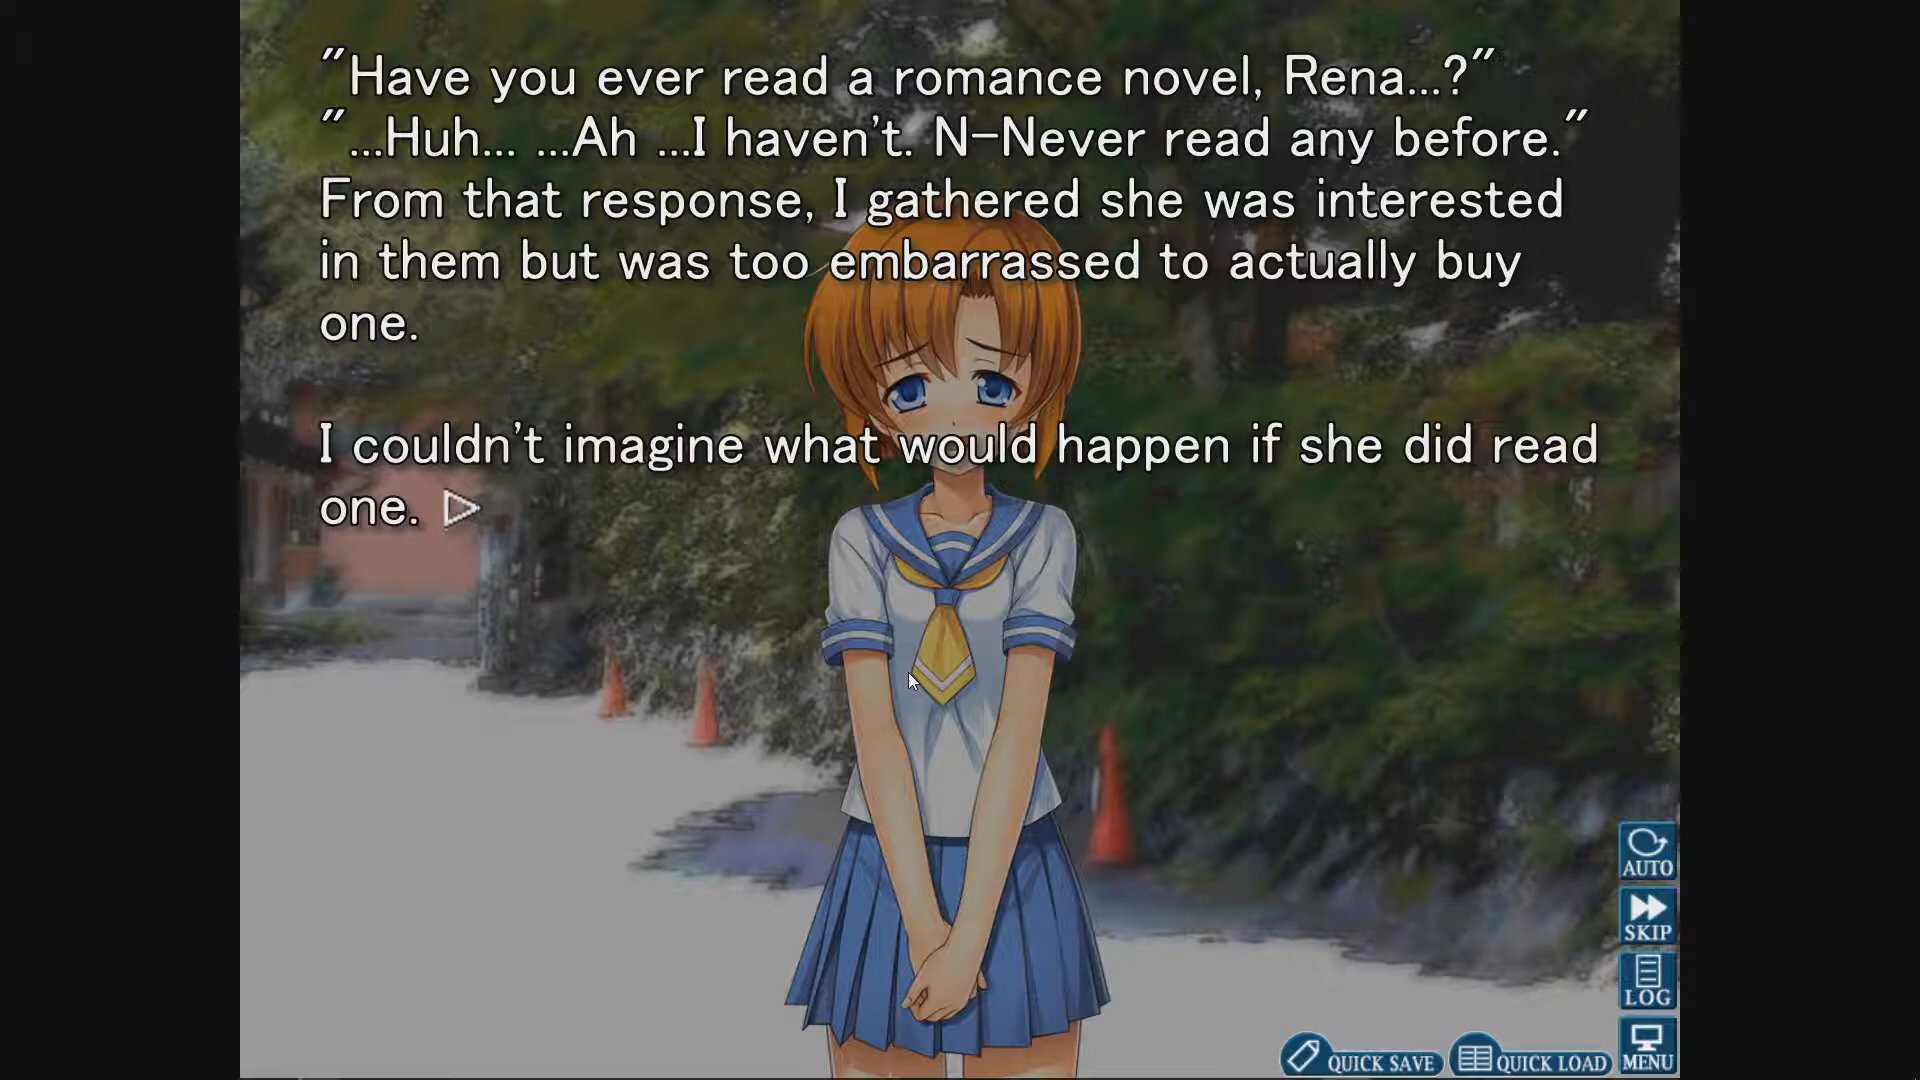 "Have you ever read a romance novel, Rena...?"
"...Huh... ...Ah ...I haven't. N-Never read any before."
From that response, I gathered she was interested
in them but was too embarrassed to actually buy
one.
I couldn't imagine what would happen if she did read
one.
AUTO
SKIP
LOG
MENU
QUICK SAVE
QUICK LOAD